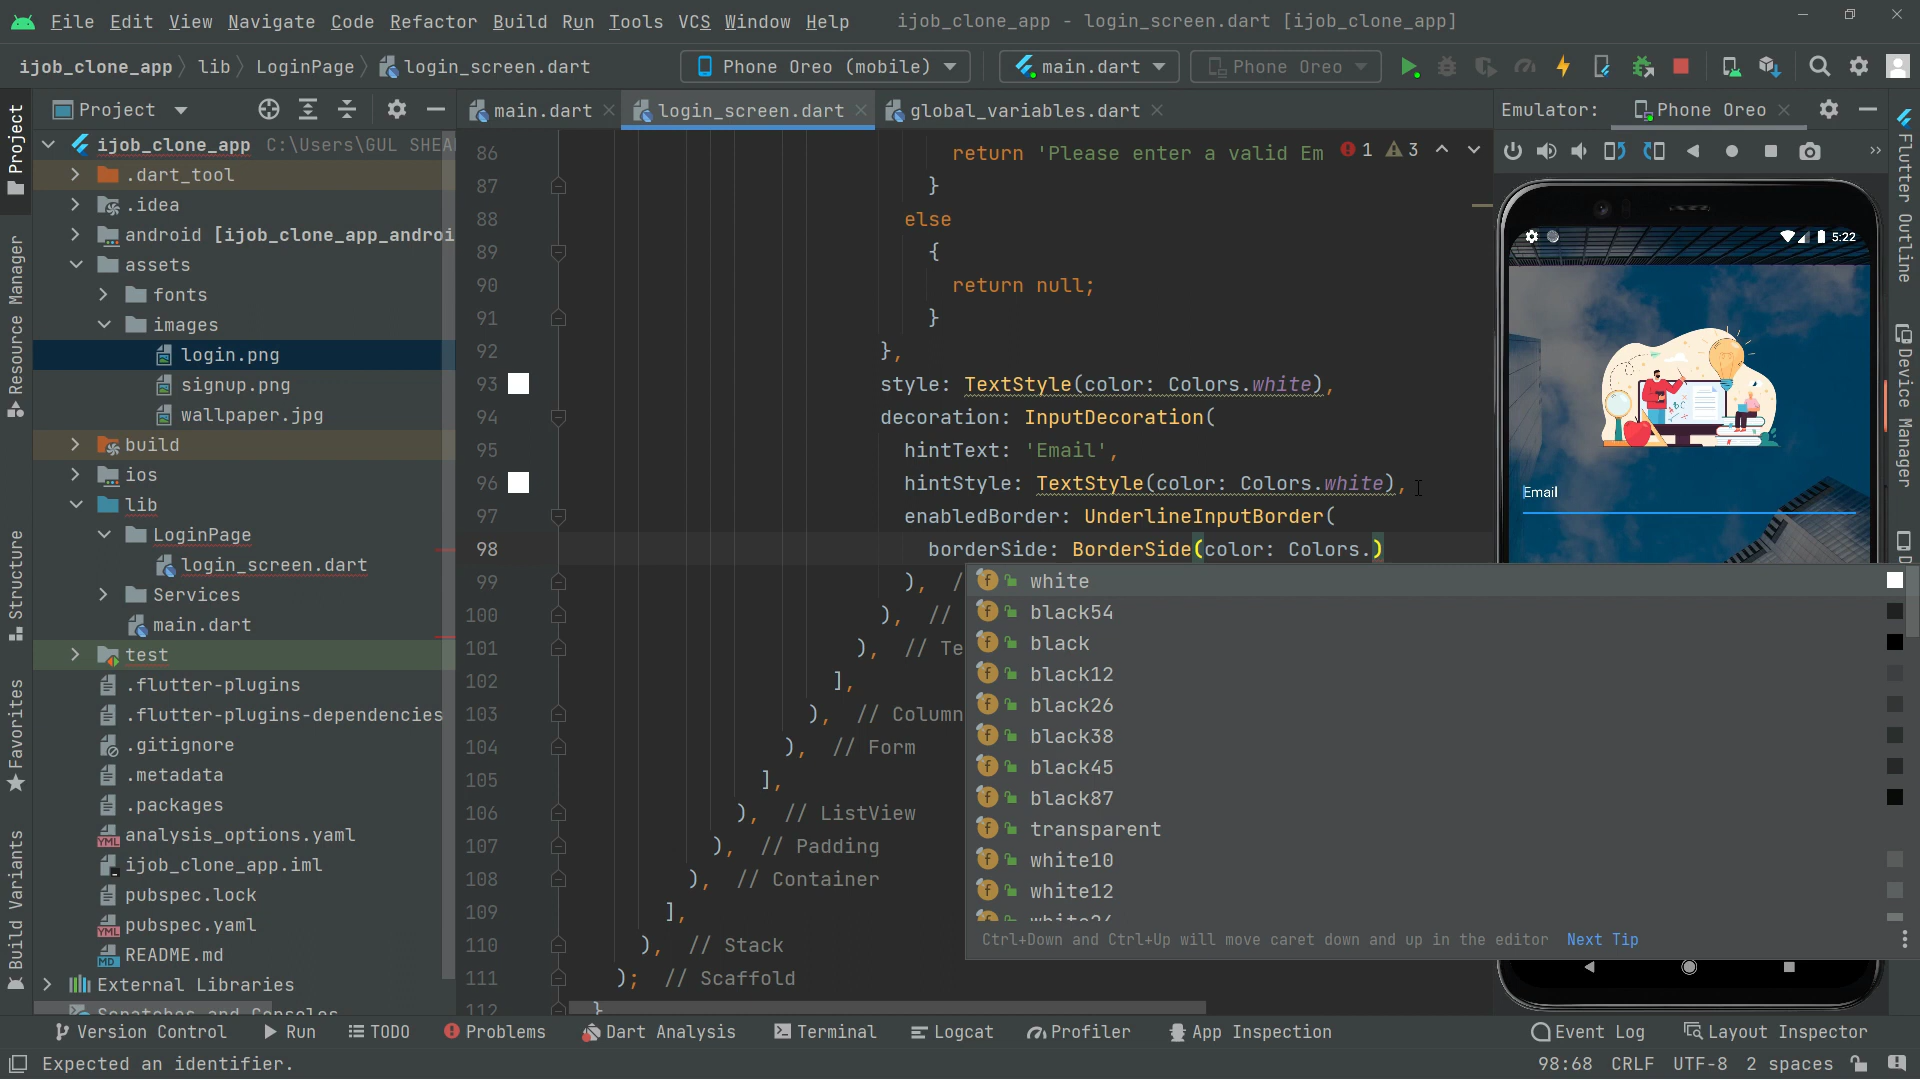 File Edit View Navigate Code Refactor Build Run Tools VCS Window Help ijob_clone_app - login_screen.dart [ijob_clone_app]
ijob_clone_app lib LoginPage login_screen.dart Phone Oreo (mobile) main.dart Phone Oreo
Project main.dart login_screen.dart global_variables.dart Emulator: Phone Oreo
Project
Resource Manager
Structure
Favorites
Build Variants
ijob_clone_app C:\Users\GUL SHEA
.dart_tool
.idea
android [ijob_clone_app_androi
assets
fonts
images
login.png
signup.png
wallpaper.jpg
build
ios
lib
LoginPage
login_screen.dart
Services
main.dart
test
.flutter-plugins
.flutter-plugins-dependencies
.gitignore
.metadata
.packages
analysis_options.yaml
ijob_clone_app.iml
pubspec.lock
pubspec.yaml
README.md
External Libraries
Scratches and Consoles
86 return 'Please enter a valid Em 1 3
87 }
88 else
89 {
90 return null;
91 }
92 },
93 style: TextStyle(color: Colors.white),
94 decoration: InputDecoration(
95 hintText: 'Email',
96 hintStyle: TextStyle(color: Colors.white),
97 enabledBorder: UnderlineInputBorder(
98 borderSide: BorderSide(color: Colors.)
99 ), /
100 ), //
101 ), // Te
102 ],
103 ), // Column
104 ), // Form
105 ],
106 ), // ListView
107 ), // Padding
108 ), // Container
109 ],
110 ), // Stack
111 ); // Scaffold
112 }
white
black54
black
black12
black26
black38
black45
black87
transparent
white10
white12
white24
Ctrl+Down and Ctrl+Up will move caret down and up in the editor Next Tip
5:22
ABC
Email
Flutter Outline
Device Manager
D
Version Control Run TODO Problems Dart Analysis Terminal Logcat Profiler App Inspection Event Log Layout Inspector
Expected an identifier. 98:68 CRLF UTF-8 2 spaces